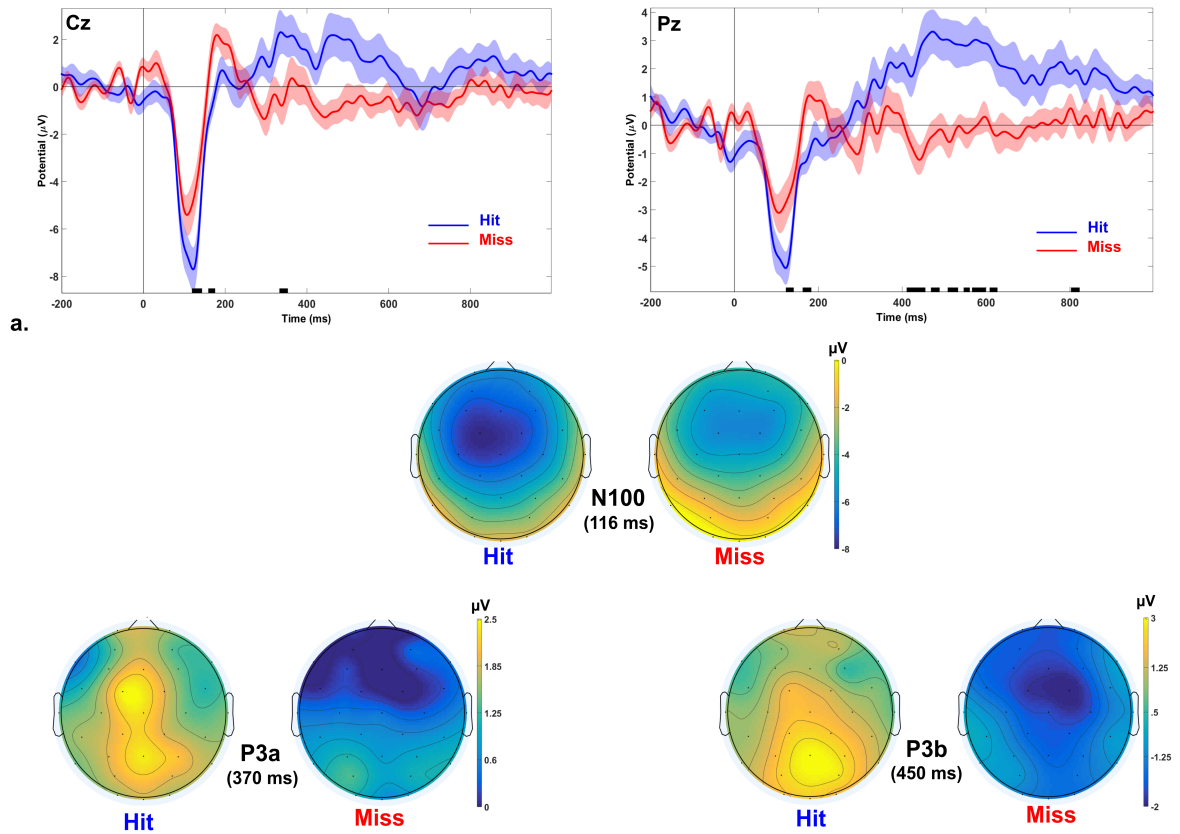 Cz
Potential (µV)
2
0
-2
-4
-6
-8
-200
0
200
400
600
800
Time (ms)
Hit
Miss
Pz
Potential (µV)
4
3
2
1
0
-1
-2
-3
-4
-5
-200
0
200
400
600
800
Time (ms)
Hit
Miss
a.
N100
(116 ms)
Hit
Miss
µV
0
-2
-4
-6
-8
P3a
(370 ms)
Hit
Miss
µV
2.5
1.85
1.25
0.6
0
P3b
(450 ms)
Hit
Miss
µV
3
1.25
.5
-1.25
-2